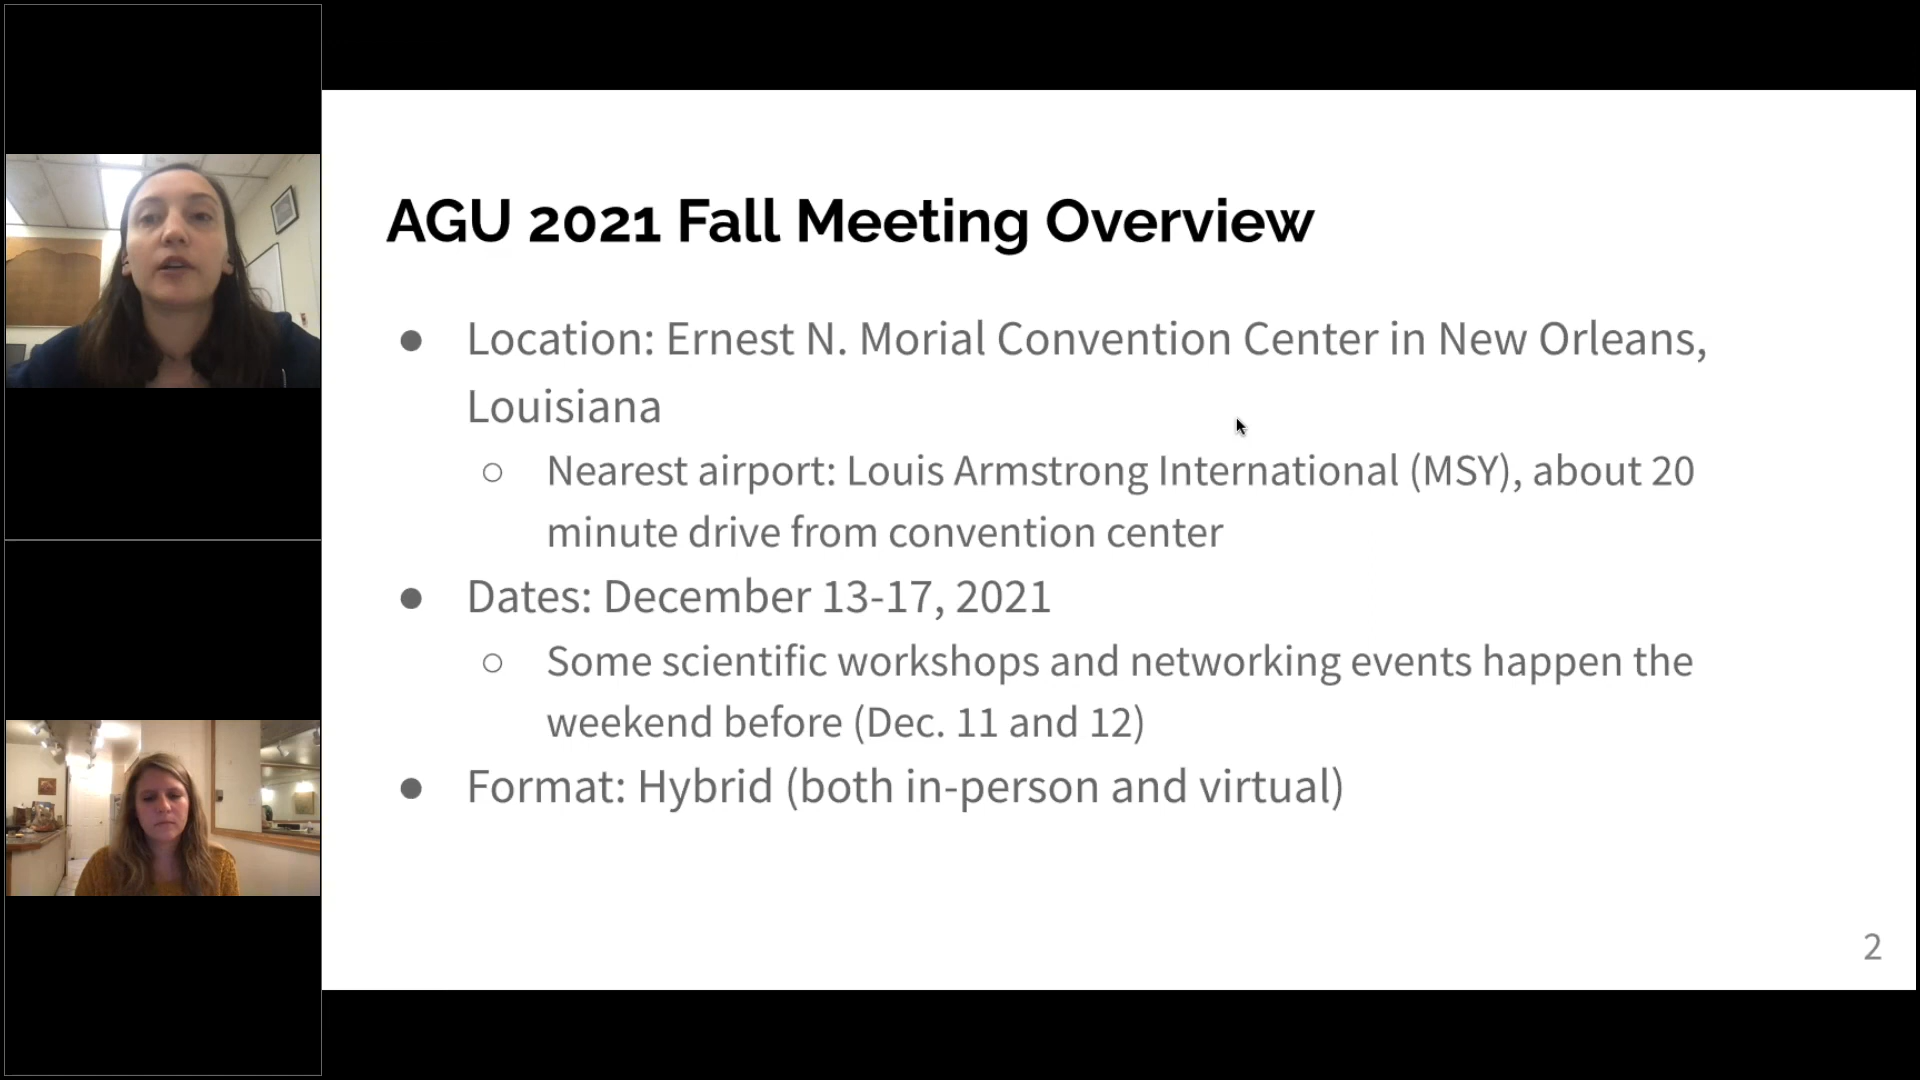 AGU 2021 Fall Meeting Overview
● Location: Ernest N. Morial Convention Center in New Orleans,
Louisiana
○ Nearest airport: Louis Armstrong International (MSY), about 20
minute drive from convention center
● Dates: December 13-17, 2021
○ Some scientific workshops and networking events happen the
weekend before (Dec. 11 and 12)
● Format: Hybrid (both in-person and virtual)
2